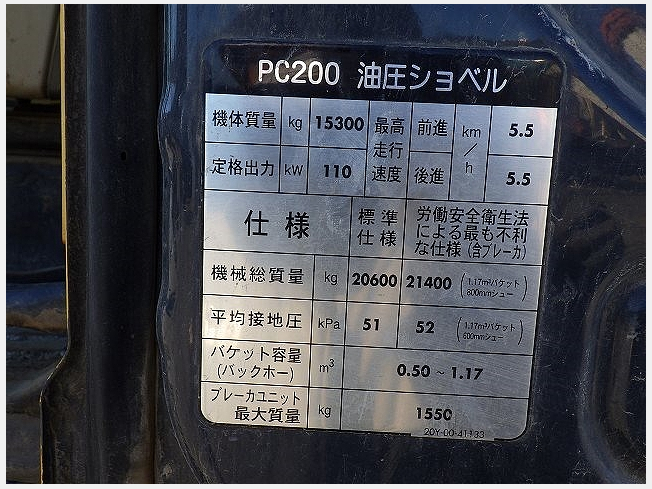 PC200 油圧ショベル
機体質量 kg 15300 最高走行速度 前進 km/h 5.5
定格出力 kW 110 後進 5.5
仕様 標準仕様 労働安全衛生法による最も不利な仕様(含ブレーカ)
機械総質量 kg 20600 21400 (1.17m³バケット 800mmシュー)
平均接地圧 kPa 51 52 (1.17m³バケット 600mmシュー)
バケット容量(バックホー) m³ 0.50 ~ 1.17
ブレーカユニット最大質量 kg 1550
20Y-00-41133